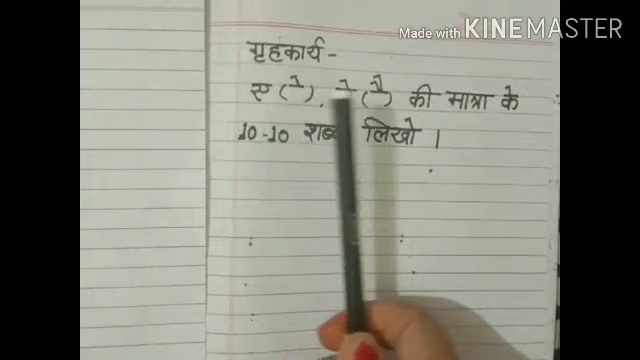 Made with KINEMASTER
गृहकार्य -
ए (े), (ै) की मात्रा के
10-10 लिखो ।